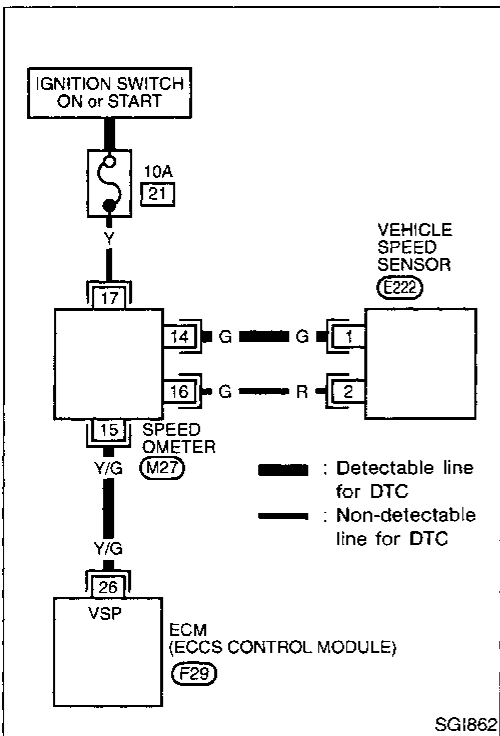 IGNITION SWITCH
ON or START
10A
21
Y
17
VEHICLE
SPEED
SENSOR
E222
14 G G 1
16 G R 2
15 SPEED
OMETER
Y/G M27
: Detectable line
for DTC
: Non-detectable
line for DTC
Y/G
26
VSP
ECM
(ECCS CONTROL MODULE)
F29
SGI862